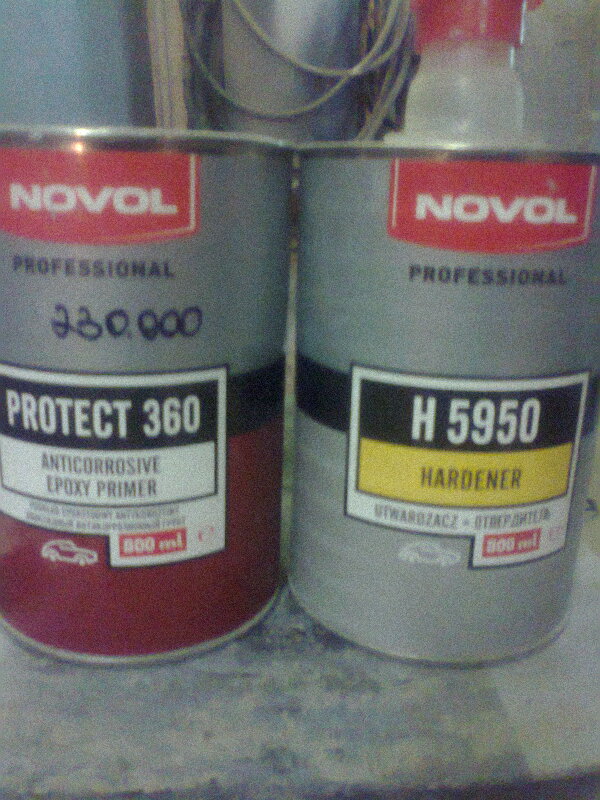 NOVOL
PROFESSIONAL
230.000
PROTECT 360
ANTICORROSIVE
EPOXY PRIMER
800 ml
NOVOL
PROFESSIONAL
H 5950
HARDENER
UTWARDZACZ • ОТВЕРДИТЕЛЬ
800 ml